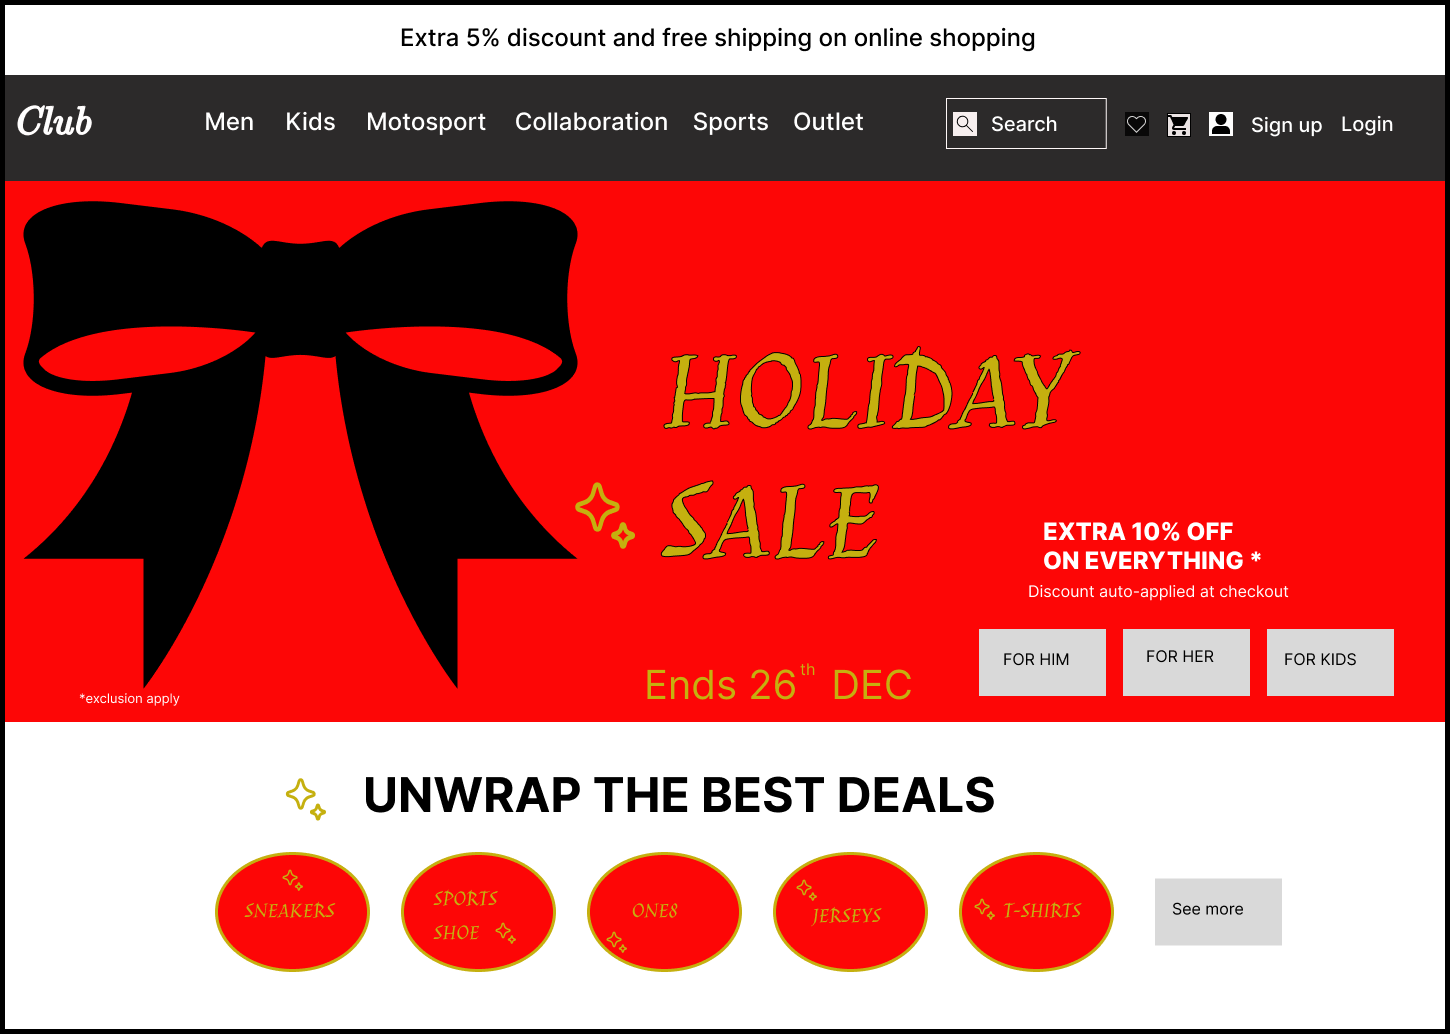 Extra 5% discount and free shipping on online shopping
Club
Men Kids Motosport Collaboration Sports Outlet
Search
Sign up Login
HOLIDAY
SALE
EXTRA 10% OFF
ON EVERYTHING *
Discount auto-applied at checkout
FOR HIM
FOR HER
FOR KIDS
Ends 26th DEC
*exclusion apply
UNWRAP THE BEST DEALS
SNEAKERS
SPORTS
SHOE
ONE8
JERSEYS
T-SHIRTS
See more